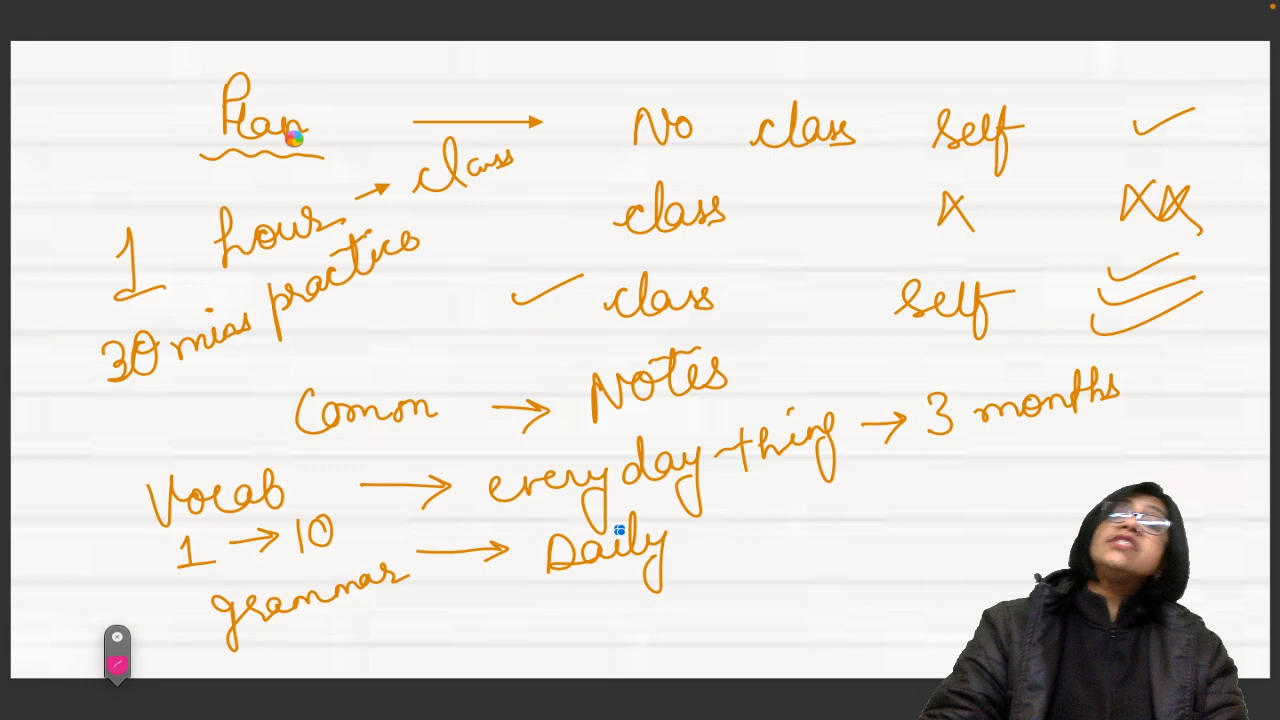 Plan → No class self ✓
1 hour → class
class X XX
30 mins practice
✓ class self ✓✓✓
Common → Notes
Vocab → everyday thing → 3 months
1 → 10
grammar → Daily